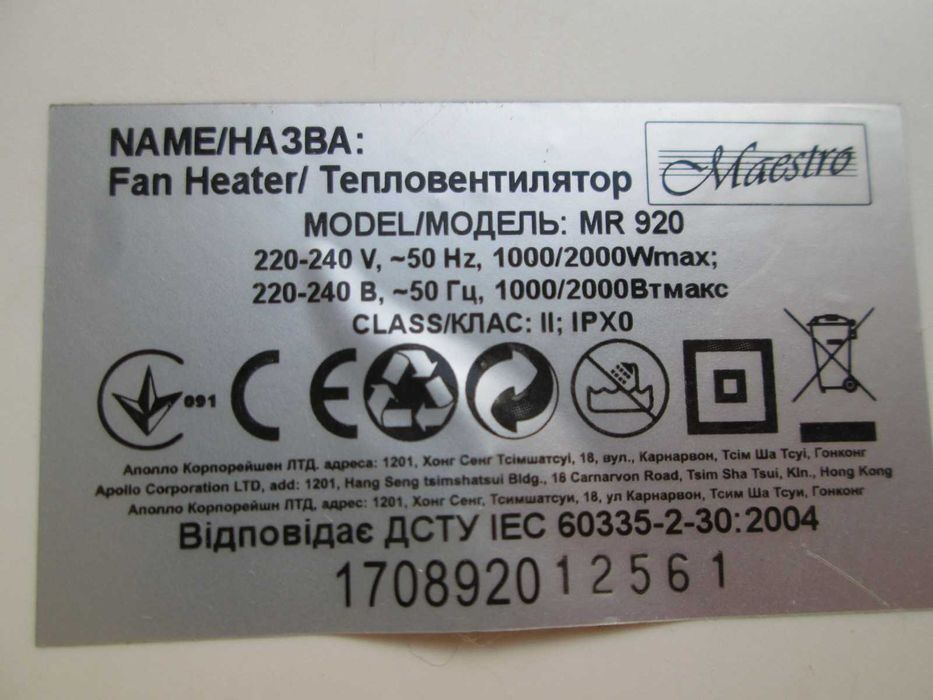 NAME/НАЗВА:
Maestro
Fan Heater/ Тепловентилятор
MODEL/МОДЕЛЬ: MR 920
220-240 V, ~50 Hz, 1000/2000Wmax;
220-240 В, ~50 Гц, 1000/2000Втмакс
CLASS/КЛАС: II; IPX0
091 CE
Аполло Корпорейшен ЛТД. адреса: 1201, Хонг Сенг Тсімшатсуі, 18, вул., Карнарвон, Тсім Ша Тсуі, Гонконг
Apollo Corporation LTD, add: 1201, Hang Seng tsimshatsui Bldg., 18 Carnarvon Road, Tsim Sha Tsui, Kln., Hong Kong
Аполло Корпорейшн ЛТД, адрес: 1201, Хонг Сенг, Тсимшатсуи, 18, ул Карнарвон, Тсим Ша Тсуи, Гонконг
Відповідає ДСТУ IEC 60335-2-30:2004
170892012561